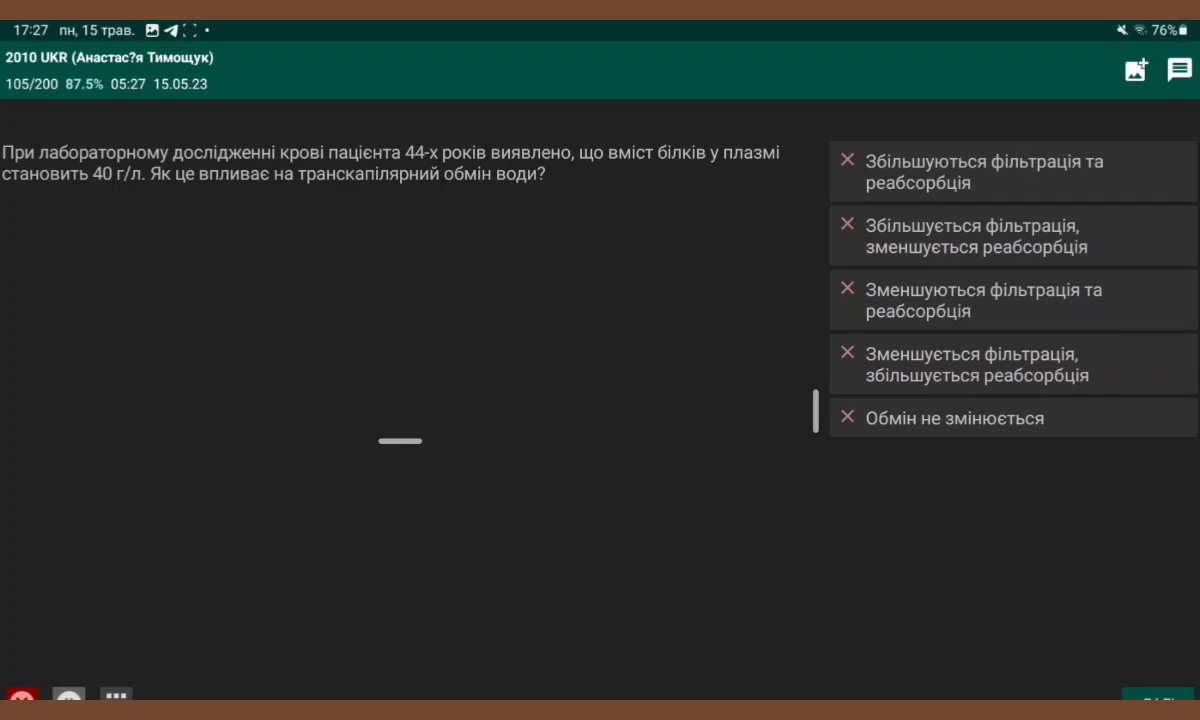 17:27 пн, 15 трав.
76%
2010 UKR (Анастас?я Тимощук)
105/200 87.5% 05:27 15.05.23
При лабораторному дослідженні крові пацієнта 44-х років виявлено, що вміст білків у плазмі
становить 40 г/л. Як це впливає на транскапілярний обмін води?
Збільшуються фільтрація та
реабсорбція
Збільшується фільтрація,
зменшується реабсорбція
Зменшуються фільтрація та
реабсорбція
Зменшується фільтрація,
збільшується реабсорбція
Обмін не змінюється